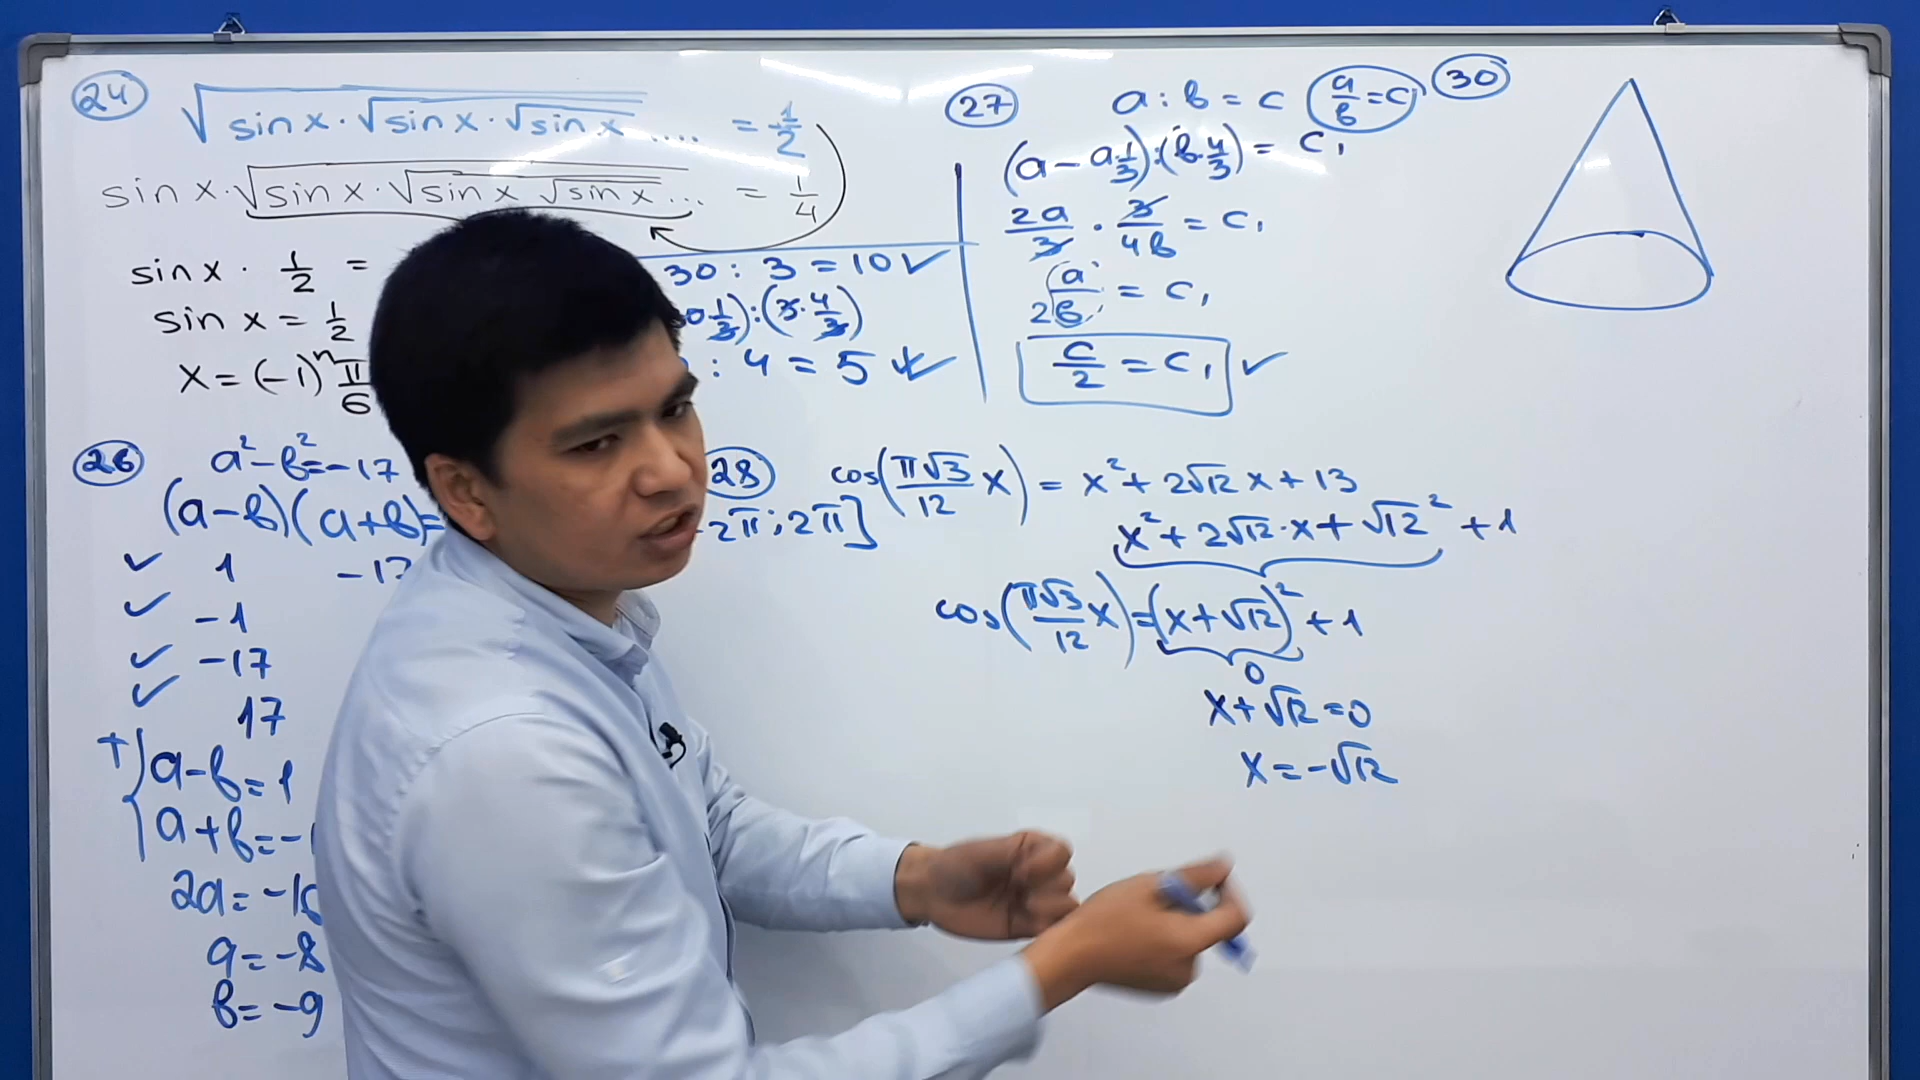 24
√(sin x · √(sin x · √(sin x .... = 1/2
sin x · √(sin x · √(sin x √(sin x ... = 1/4
sin x · 1/2 =
sin x = 1/2
x = (-1)ⁿ π/6
30 : 3 = 10 ✓
0 1/3) : (3 · 4/3)
: 4 = 5 ✓
26
a² - b² = -17
(a - b)(a + b) =
✓ 1 -17
✓ -1
✓ -17
✓ 17
+ { a - b = 1
a + b = -
2a = -16
a = -8
b = -9
27
a : b = c (a/b = c)
(a - a 1/3) : (b · 4/3) = c₁
2a/3 · 3/4b = c₁
a/2b = c₁
c/2 = c₁ ✓
28
cos(π√3/12 x) = x² + 2√12 x + 13
2π; 2π]
x² + 2√12 · x + √12² + 1
cos(π√3/12 x) = (x + √12)² + 1
0
x + √12 = 0
x = -√12
30